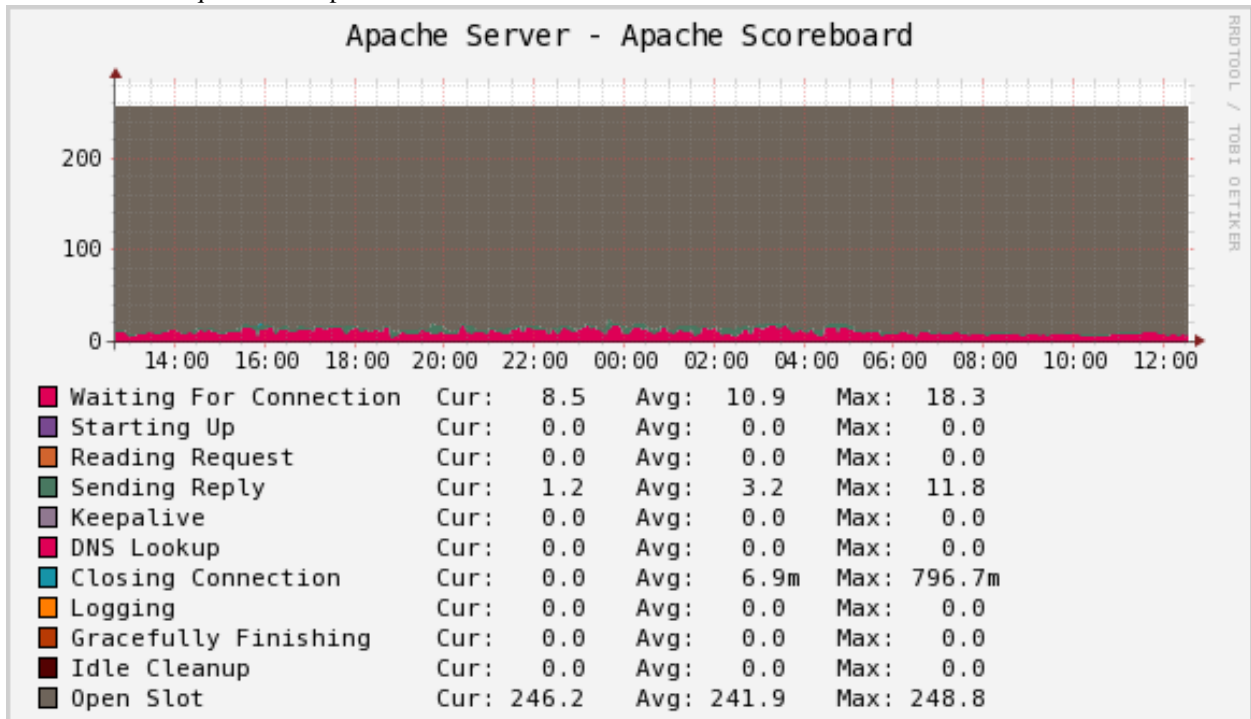 Apache Server - Apache Scoreboard
RRDTOOL / TOBI OETIKER
200
100
0
14:00 16:00 18:00 20:00 22:00 00:00 02:00 04:00 06:00 08:00 10:00 12:00
Waiting For Connection Cur: 8.5 Avg: 10.9 Max: 18.3
Starting Up Cur: 0.0 Avg: 0.0 Max: 0.0
Reading Request Cur: 0.0 Avg: 0.0 Max: 0.0
Sending Reply Cur: 1.2 Avg: 3.2 Max: 11.8
Keepalive Cur: 0.0 Avg: 0.0 Max: 0.0
DNS Lookup Cur: 0.0 Avg: 0.0 Max: 0.0
Closing Connection Cur: 0.0 Avg: 6.9m Max: 796.7m
Logging Cur: 0.0 Avg: 0.0 Max: 0.0
Gracefully Finishing Cur: 0.0 Avg: 0.0 Max: 0.0
Idle Cleanup Cur: 0.0 Avg: 0.0 Max: 0.0
Open Slot Cur: 246.2 Avg: 241.9 Max: 248.8